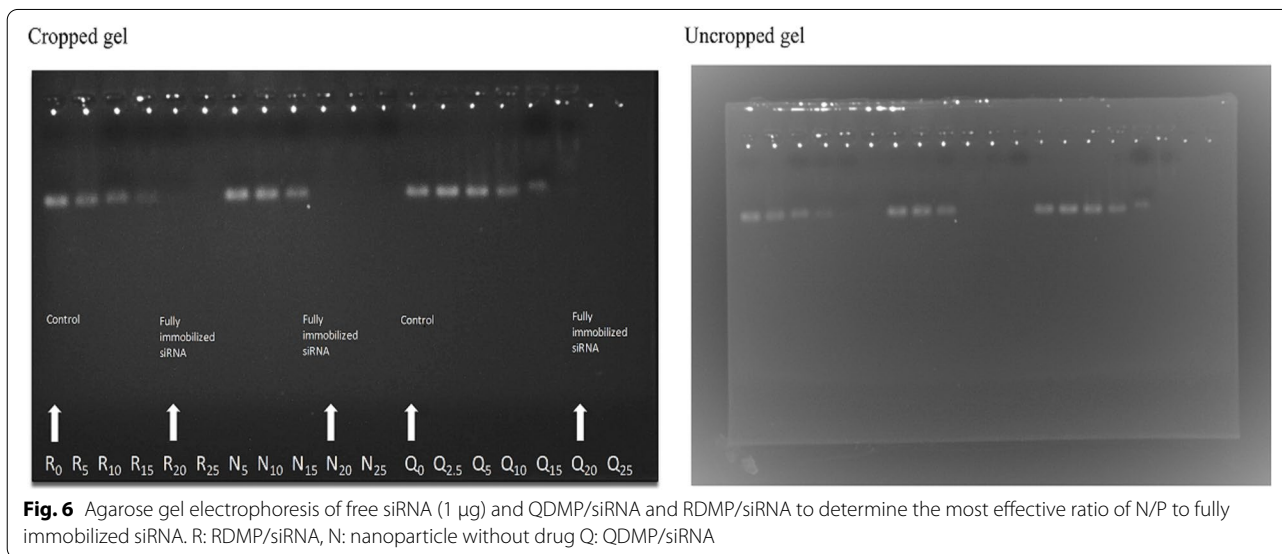 Cropped gel
Uncropped gel
Control
Fully immobilized siRNA
Fully immobilized siRNA
Control
Fully immobilized siRNA
R0 R5 R10 R15 R20 R25 N5 N10 N15 N20 N25 Q0 Q2.5 Q5 Q10 Q15 Q20 Q25
Fig. 6 Agarose gel electrophoresis of free siRNA (1 µg) and QDMP/siRNA and RDMP/siRNA to determine the most effective ratio of N/P to fully
immobilized siRNA. R: RDMP/siRNA, N: nanoparticle without drug Q: QDMP/siRNA